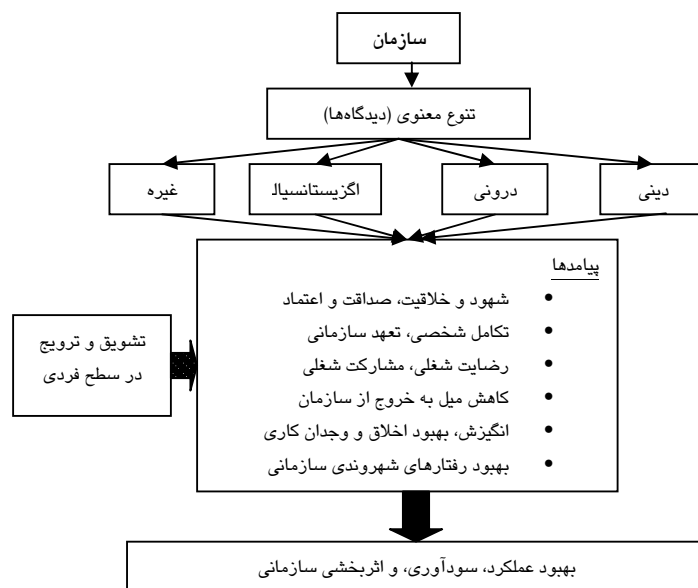 سازمان
تنوع معنوی (دیدگاه‌ها)
دینی
درونی
اگزیستانسیال
غیره
پیامدها
• شهود و خلاقیت، صداقت و اعتماد
• تکامل شخصی، تعهد سازمانی
• رضایت شغلی، مشارکت شغلی
• کاهش میل به خروج از سازمان
• انگیزش، بهبود اخلاق و وجدان کاری
• بهبود رفتارهای شهروندی سازمانی
تشویق و ترویج
در سطح فردی
بهبود عملکرد، سودآوری، و اثربخشی سازمانی